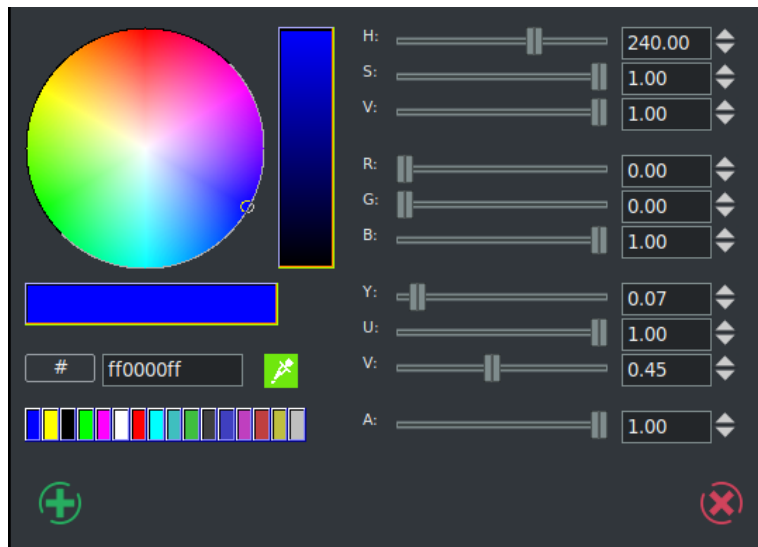 H: 240.00
S: 1.00
V: 1.00
R: 0.00
G: 0.00
B: 1.00
Y: 0.07
U: 1.00
V: 0.45
# ff0000ff
A: 1.00